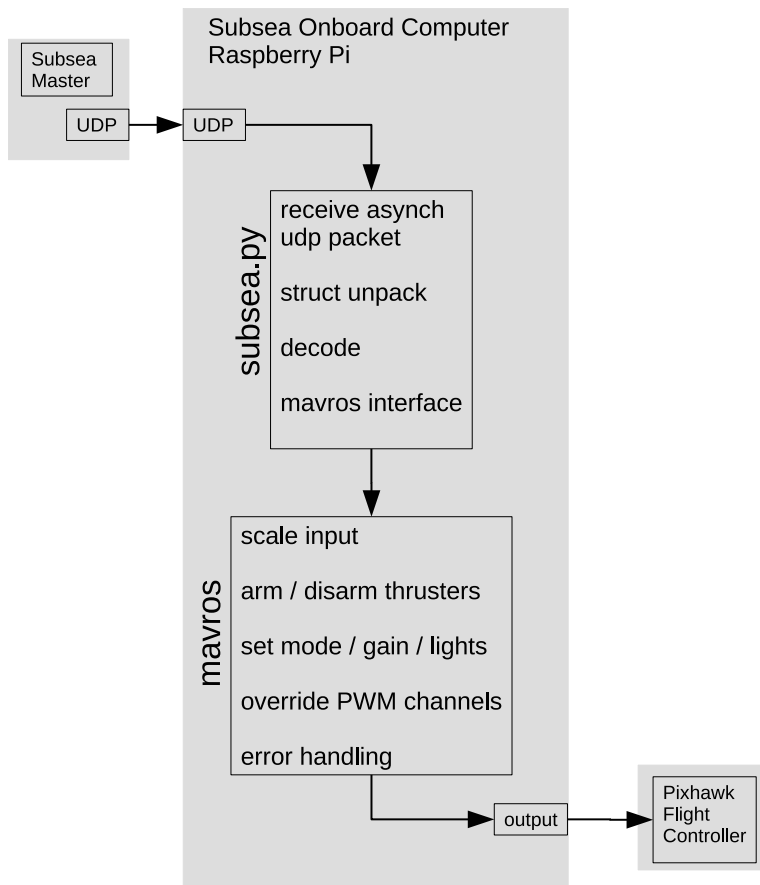 Subsea Onboard Computer
Raspberry Pi
Subsea
Master
UDP
UDP
subsea.py
receive asynch
udp packet
struct unpack
decode
mavros interface
mavros
scale input
arm / disarm thrusters
set mode / gain / lights
override PWM channels
error handling
output
Pixhawk
Flight
Controller